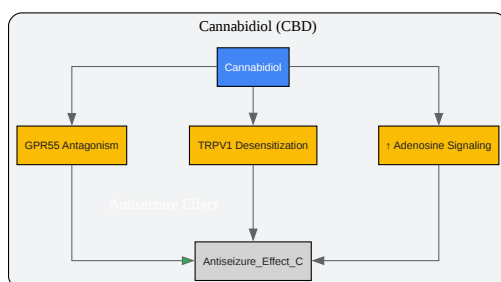 Cannabidiol (CBD)
Cannabidiol
GPR55 Antagonism
TRPV1 Desensitization
↑ Adenosine Signaling
Antiseizure Effect
Antiseizure_Effect_C